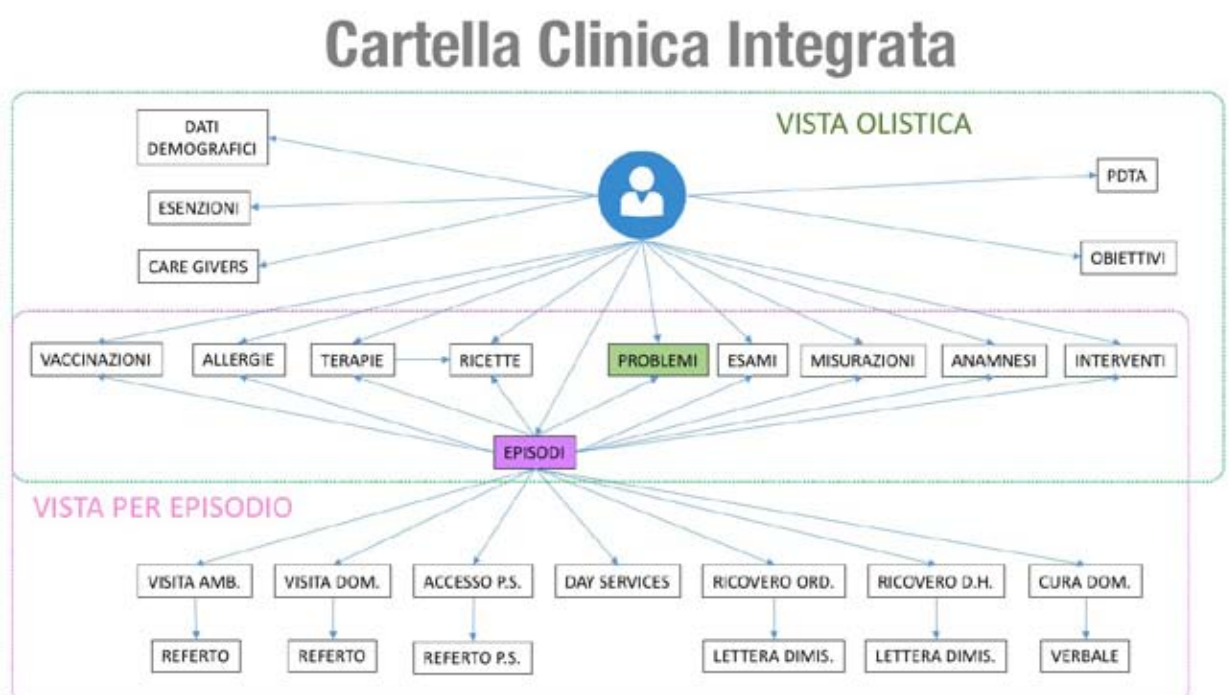 Cartella Clinica Integrata
VISTA OLISTICA
DATI
DEMOGRAFICI
PDTA
ESENZIONI
CARE GIVERS
OBIETTIVI
VACCINAZIONI
ALLERGIE
TERAPIE
RICETTE
PROBLEMI
ESAMI
MISURAZIONI
ANAMNESI
INTERVENTI
EPISODI
VISTA PER EPISODIO
VISITA AMB.
VISITA DOM.
ACCESSO P.S.
DAY SERVICES
RICOVERO ORD.
RICOVERO D.H.
CURA DOM.
REFERTO
REFERTO
REFERTO P.S.
LETTERA DIMIS.
LETTERA DIMIS.
VERBALE